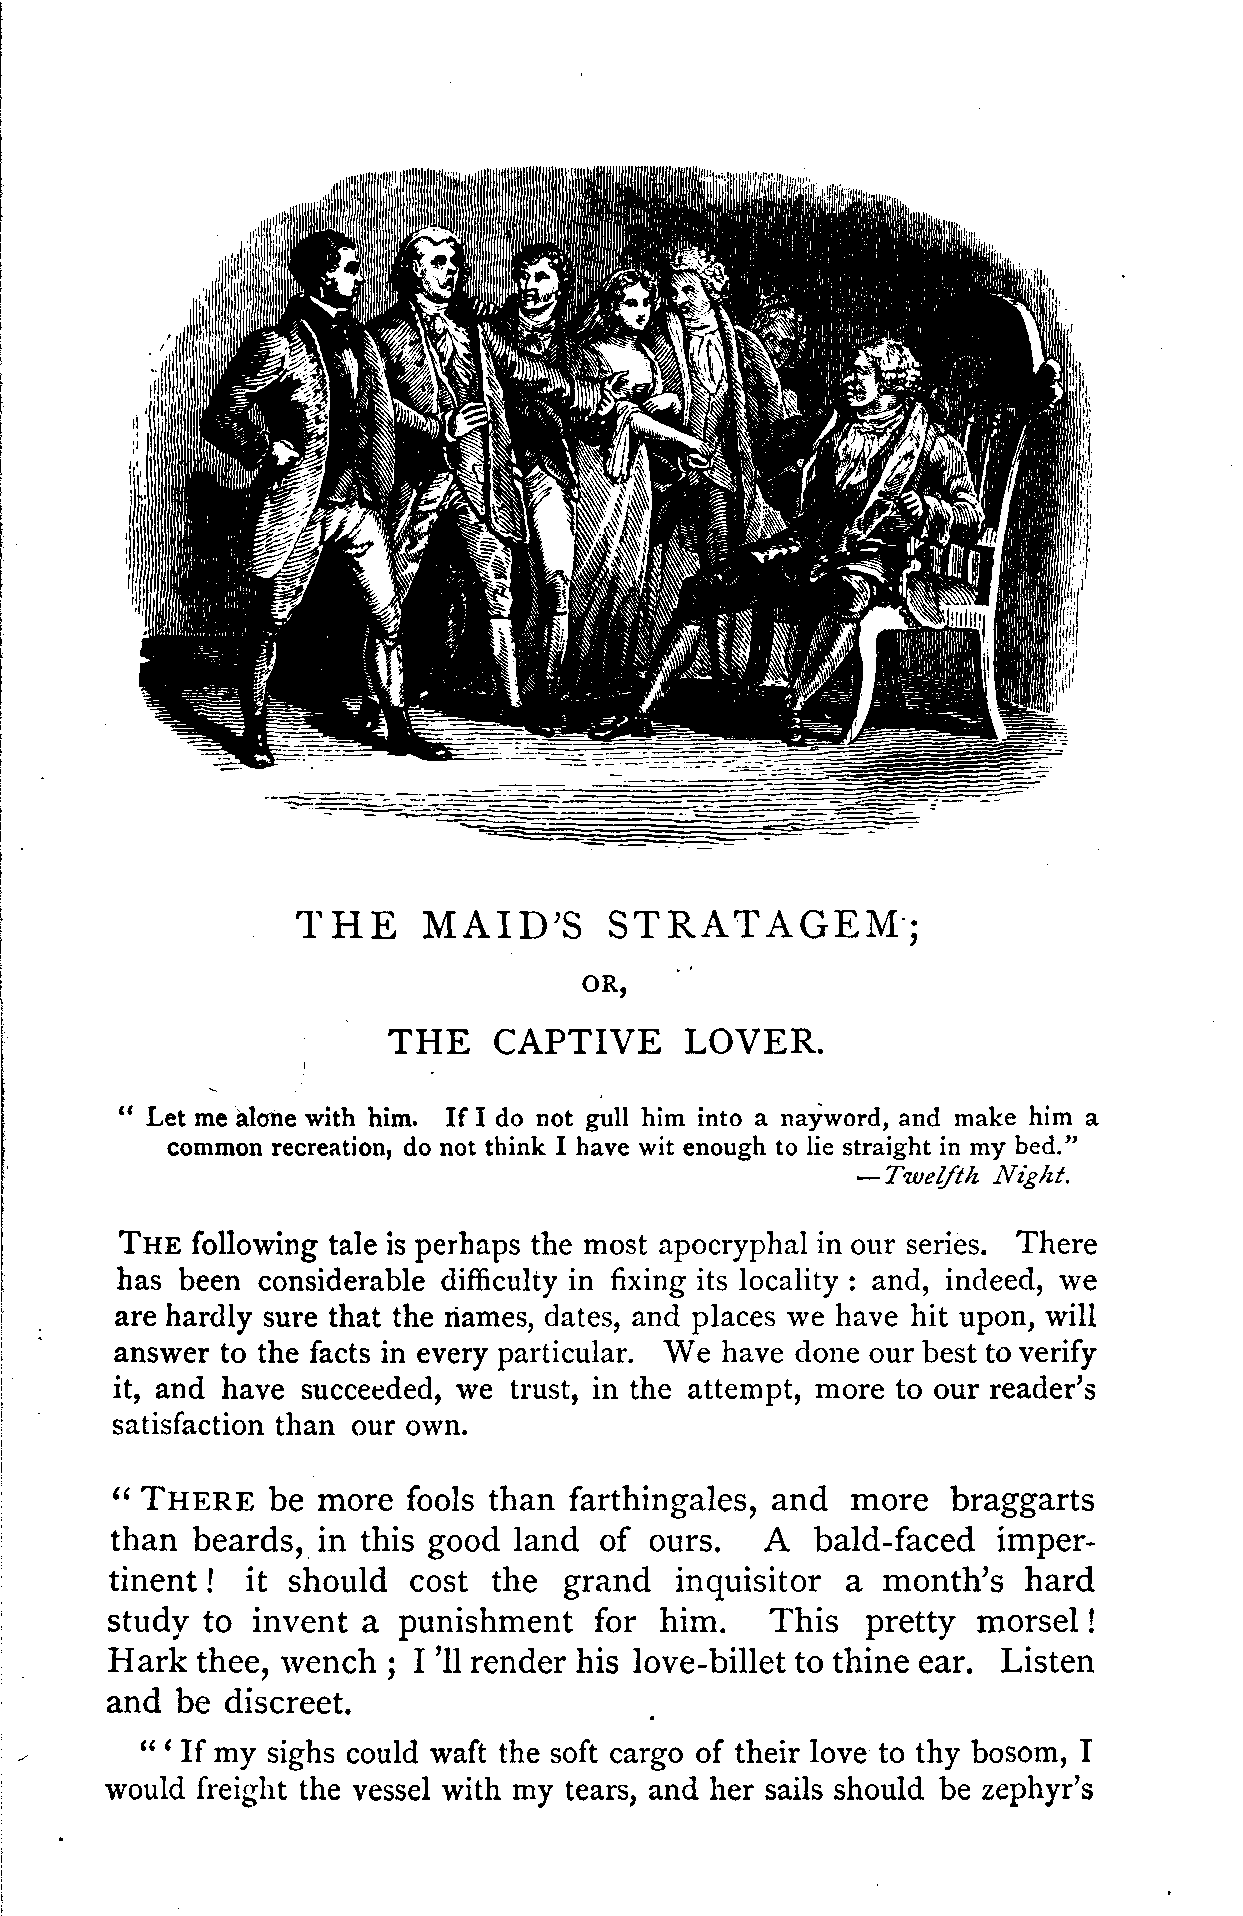 THE MAID'S STRATAGEM;
OR,
THE CAPTIVE LOVER.
“ Let me alone with him. If I do not gull him into a nayword, and make him a
common recreation, do not think I have wit enough to lie straight in my bed.”
—Twelfth Night.
THE following tale is perhaps the most apocryphal in our series. There
has been considerable difficulty in fixing its locality : and, indeed, we
are hardly sure that the names, dates, and places we have hit upon, will
answer to the facts in every particular. We have done our best to verify
it, and have succeeded, we trust, in the attempt, more to our reader's
satisfaction than our own.
“ THERE be more fools than farthingales, and more braggarts
than beards, in this good land of ours. A bald-faced imper-
tinent ! it should cost the grand inquisitor a month's hard
study to invent a punishment for him. This pretty morsel !
Hark thee, wench ; I 'll render his love-billet to thine ear. Listen
and be discreet.
“ ‘ If my sighs could waft the soft cargo of their love to thy bosom, I
would freight the vessel with my tears, and her sails should be zephyr's